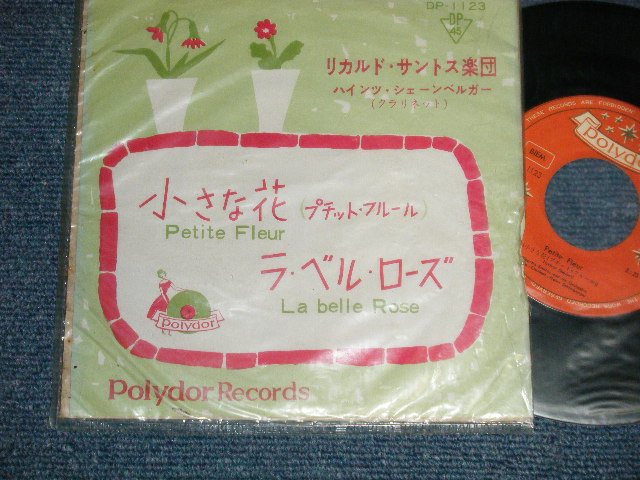 DP-1123
DP
45
リカルド・サントス楽団
ハインツ・シェーンベルガー
(クラリネット)
小さな花 (プチット・フルール)
Petite Fleur
ラ・ベル・ローズ
La belle Rose
polydor
Polydor Records
polydor
BIEM
1123
Petite Fleur